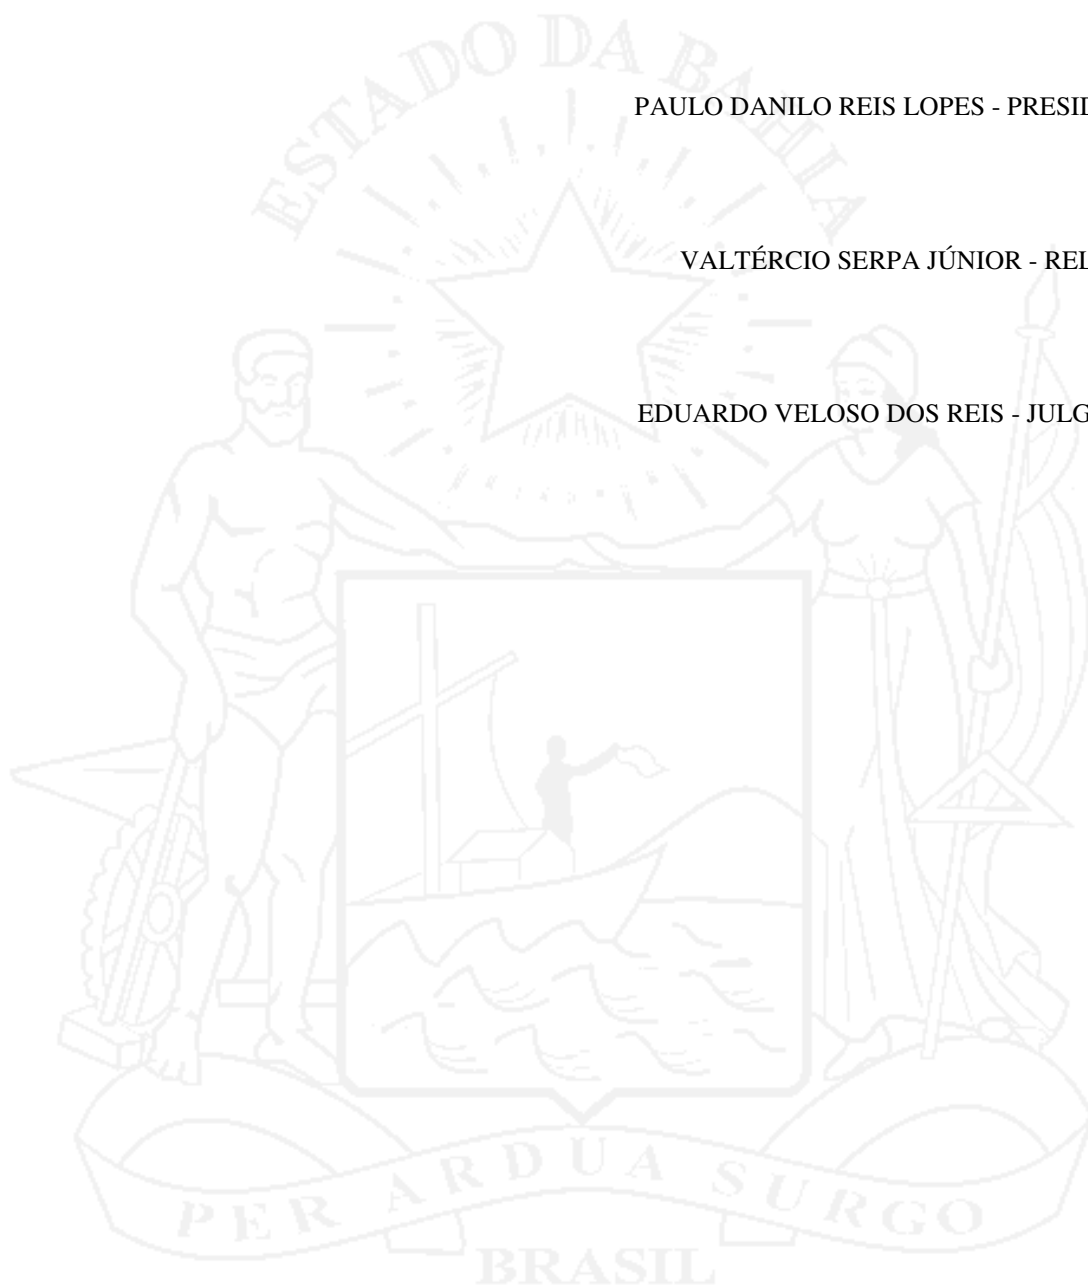 ESTADO DA BAHIA
PAULO DANILO REIS LOPES - PRESI
VALTÉRCIO SERPA JÚNIOR - REL
EDUARDO VELOSO DOS REIS - JULG
PER ARDUA SURGO
BRASIL